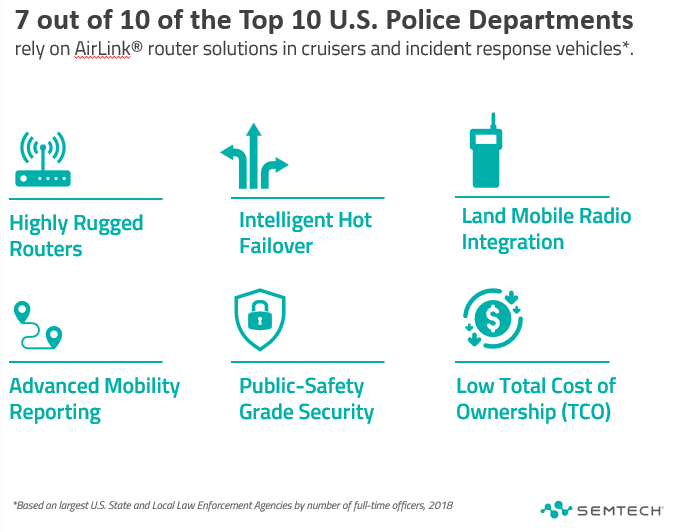 7 out of 10 of the Top 10 U.S. Police Departments
rely on AirLink® router solutions in cruisers and incident response vehicles*.
Highly Rugged
Routers
Intelligent Hot
Failover
Land Mobile Radio
Integration
Advanced Mobility
Reporting
Public-Safety
Grade Security
Low Total Cost of
Ownership (TCO)
*Based on largest U.S. State and Local Law Enforcement Agencies by number of full-time officers, 2018
SEMTECH